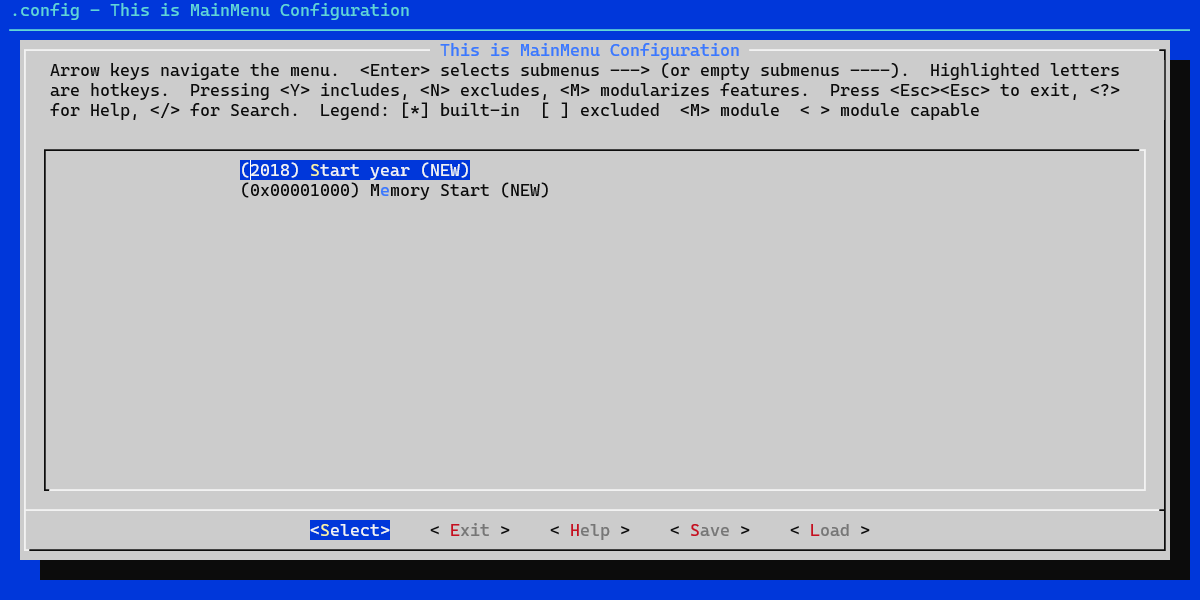 .config - This is MainMenu Configuration
This is MainMenu Configuration
Arrow keys navigate the menu.  <Enter> selects submenus ---> (or empty submenus ----).  Highlighted letters
are hotkeys.  Pressing <Y> includes, <N> excludes, <M> modularizes features.  Press <Esc><Esc> to exit, <?>
for Help, </> for Search.  Legend: [*] built-in  [ ] excluded  <M> module  < > module capable
(2018) Start year (NEW)
(0x00001000) Memory Start (NEW)
<Select>    < Exit >    < Help >    < Save >    < Load >